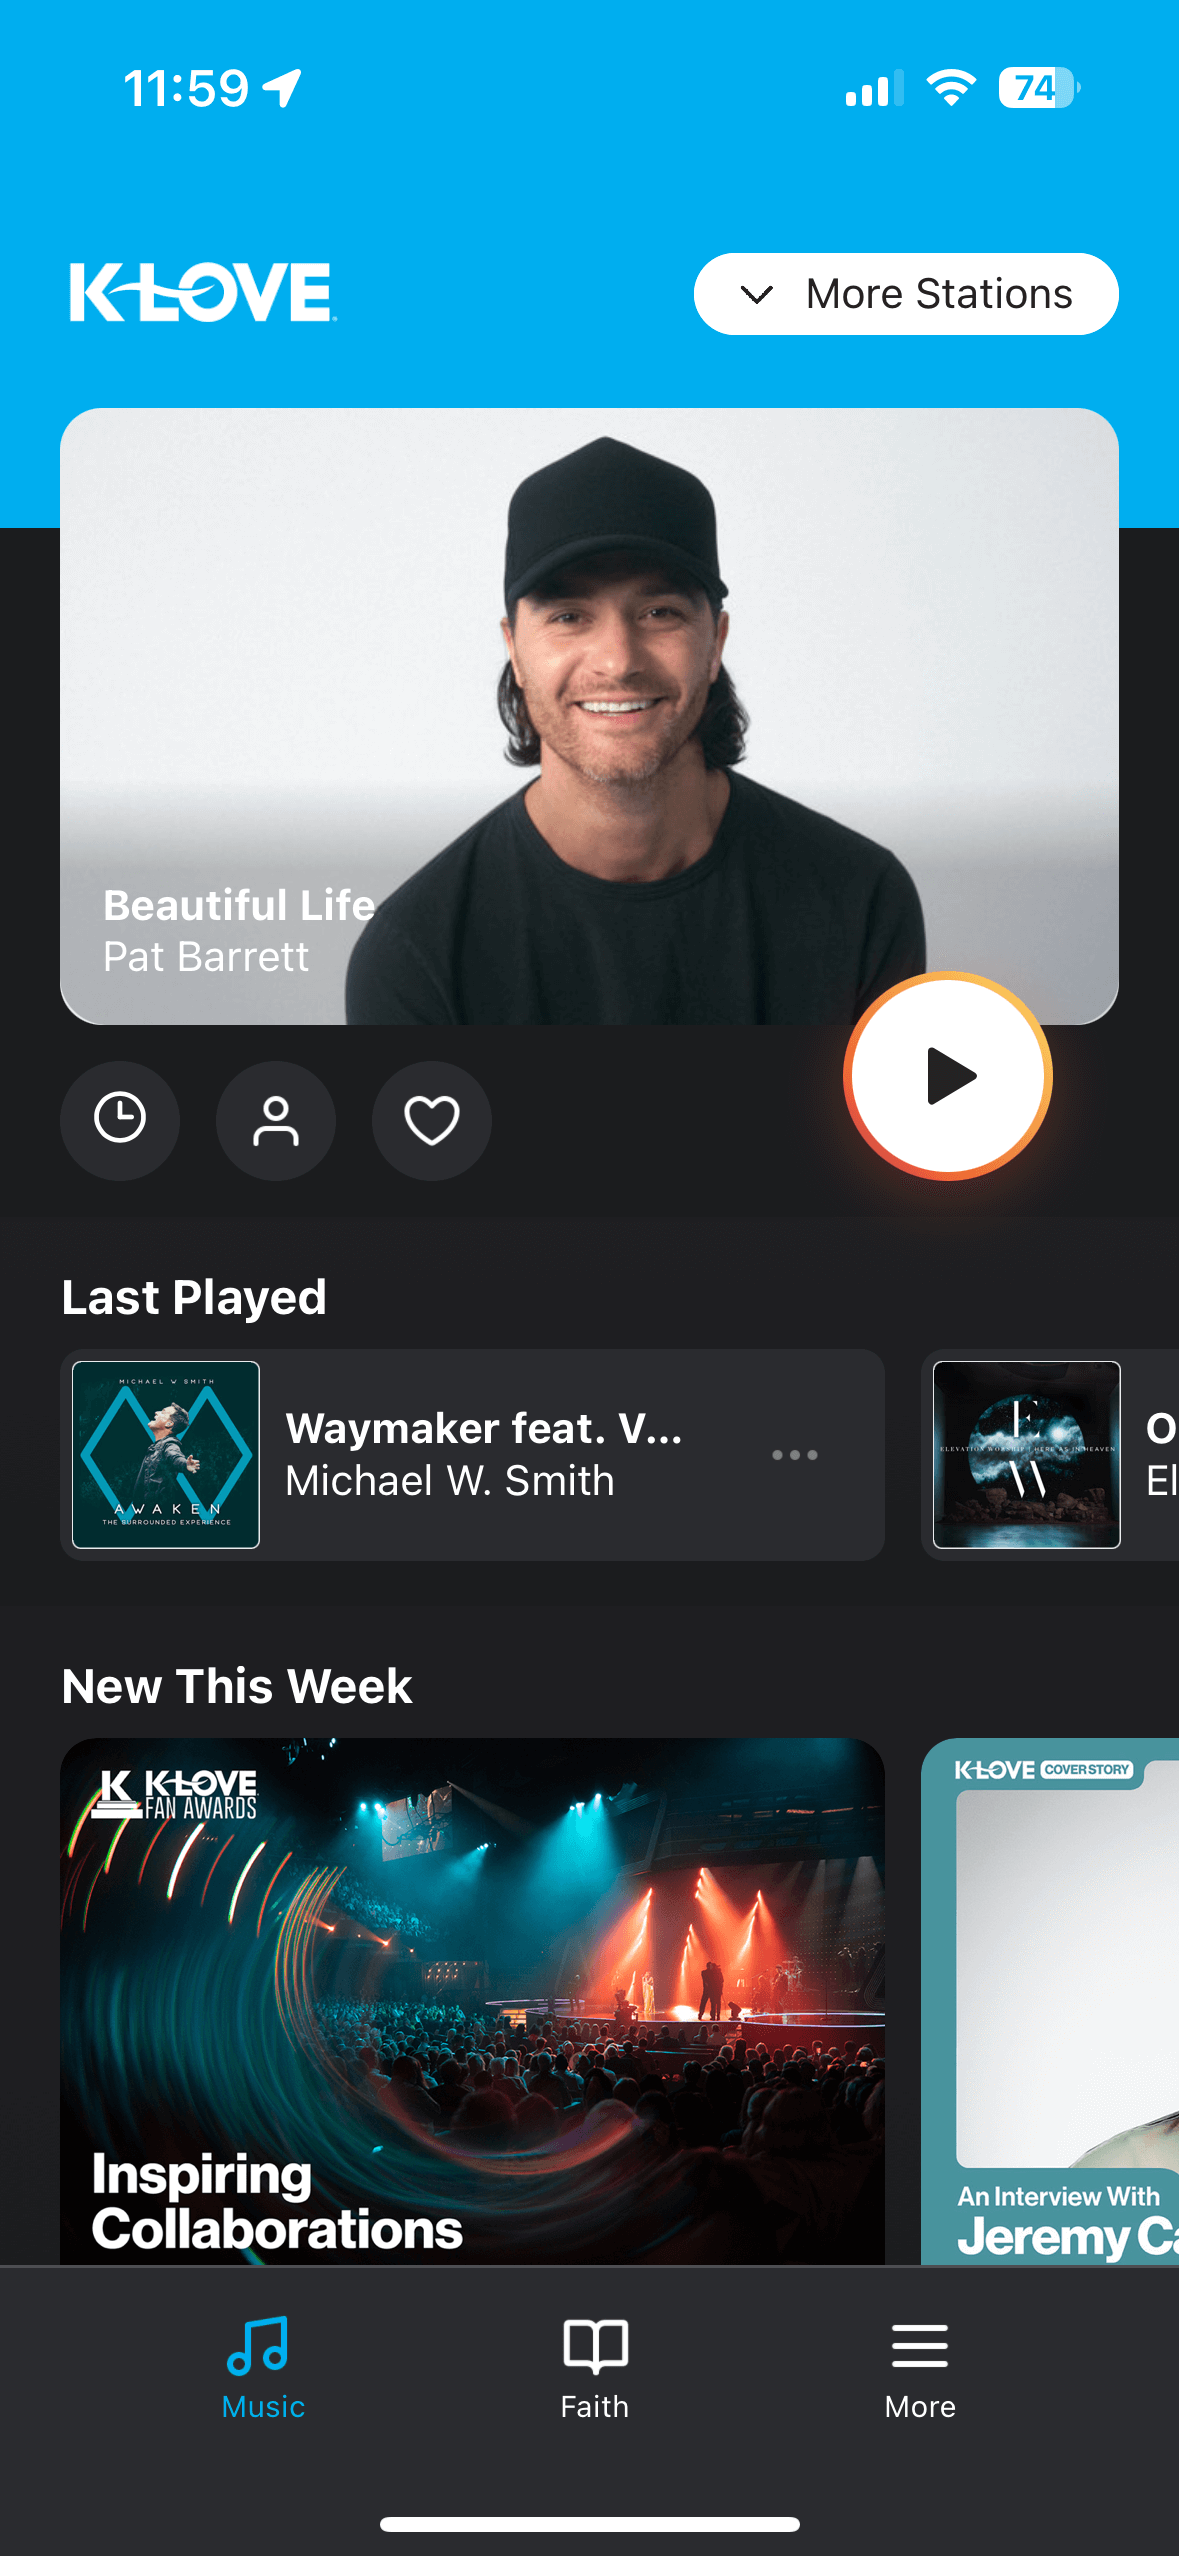 11:59
74
K-LOVE
More Stations
Beautiful Life
Pat Barrett
Last Played
MICHAEL W SMITH
AWAKEN
THE SURROUNDED EXPERIENCE
Waymaker feat. V...
Michael W. Smith
E
ELEVATION WORSHIP | HERE AS IN HEAVEN
W
O
El
New This Week
K K-LOVE
FAN AWARDS
Inspiring
Collaborations
K-LOVE COVER STORY
An Interview With
Jeremy Ca
Music
Faith
More